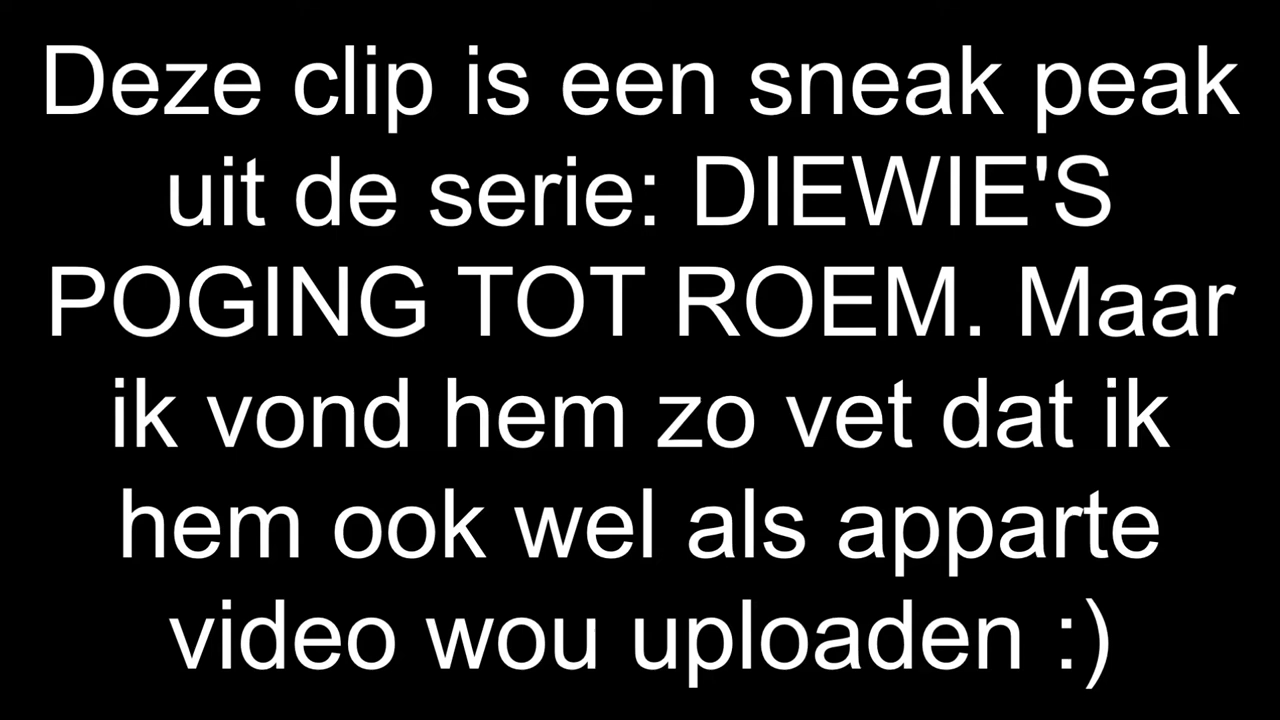 Deze clip is een sneak peak
uit de serie: DIEWIE'S
POGING TOT ROEM. Maar
ik vond hem zo vet dat ik
hem ook wel als apparte
video wou uploaden :)